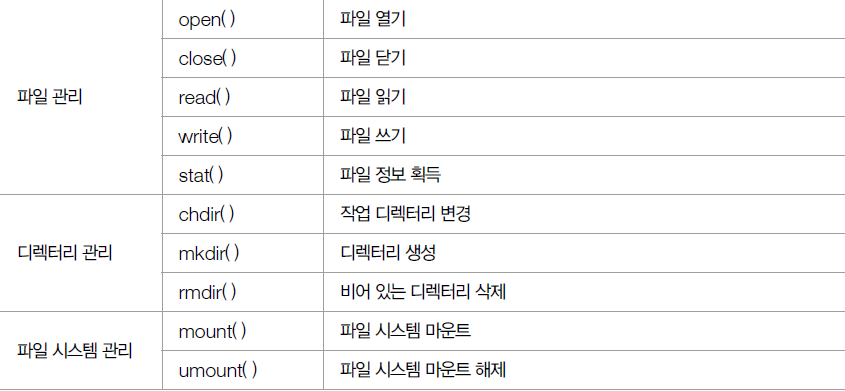 파일 관리
open( ) 파일 열기
close( ) 파일 닫기
read( ) 파일 읽기
write( ) 파일 쓰기
stat( ) 파일 정보 획득
디렉터리 관리
chdir( ) 작업 디렉터리 변경
mkdir( ) 디렉터리 생성
rmdir( ) 비어 있는 디렉터리 삭제
파일 시스템 관리
mount( ) 파일 시스템 마운트
umount( ) 파일 시스템 마운트 해제